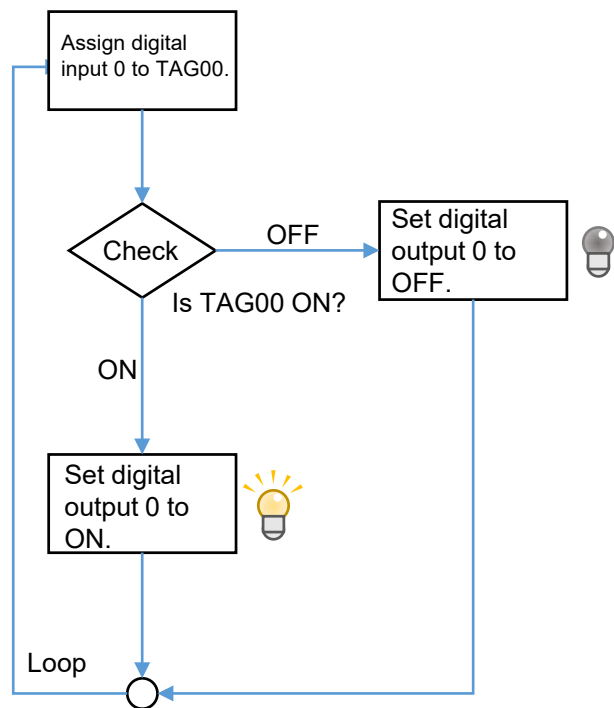 Assign digital
input 0 to TAG00.
Check
OFF
Set digital
output 0 to
OFF.
Is TAG00 ON?
ON
Set digital
output 0 to
ON.
Loop